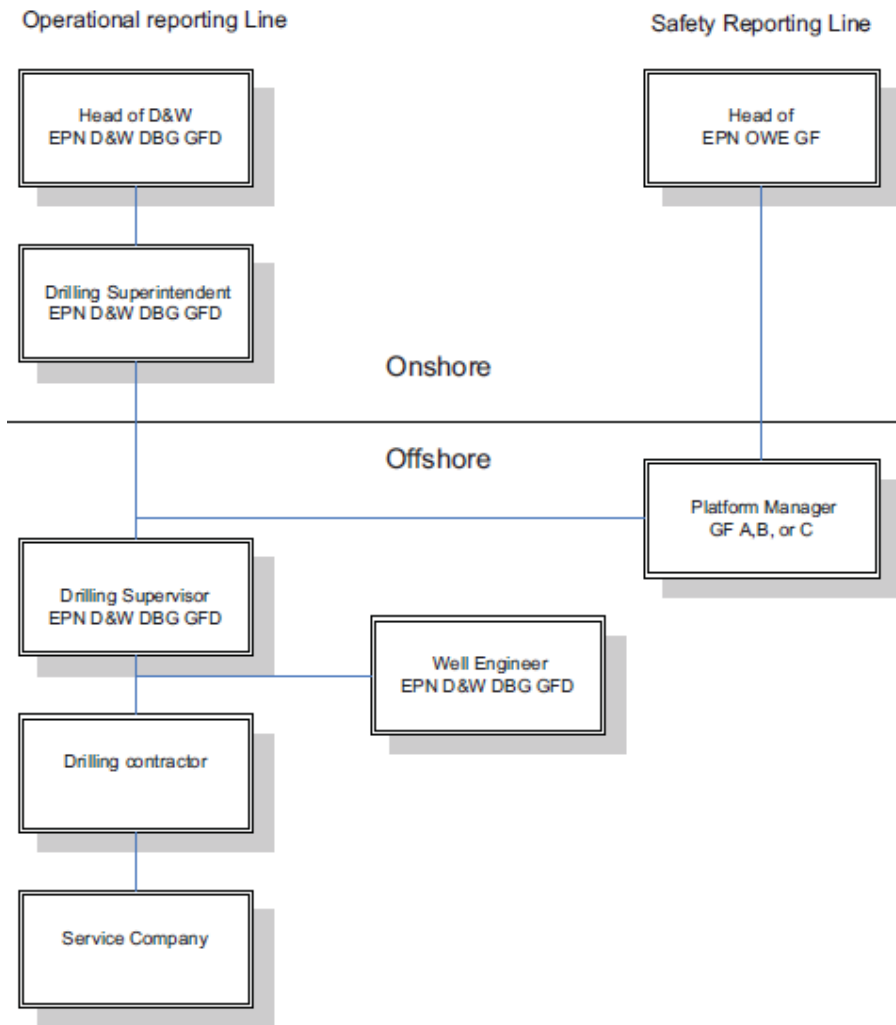 Operational reporting Line
Safety Reporting Line
Head of D&W
EPN D&W DBG GFD
Head of
EPN OWE GF
Drilling Superintendent
EPN D&W DBG GFD
Onshore
Offshore
Platform Manager
GF A,B, or C
Drilling Supervisor
EPN D&W DBG GFD
Well Engineer
EPN D&W DBG GFD
Drilling contractor
Service Company